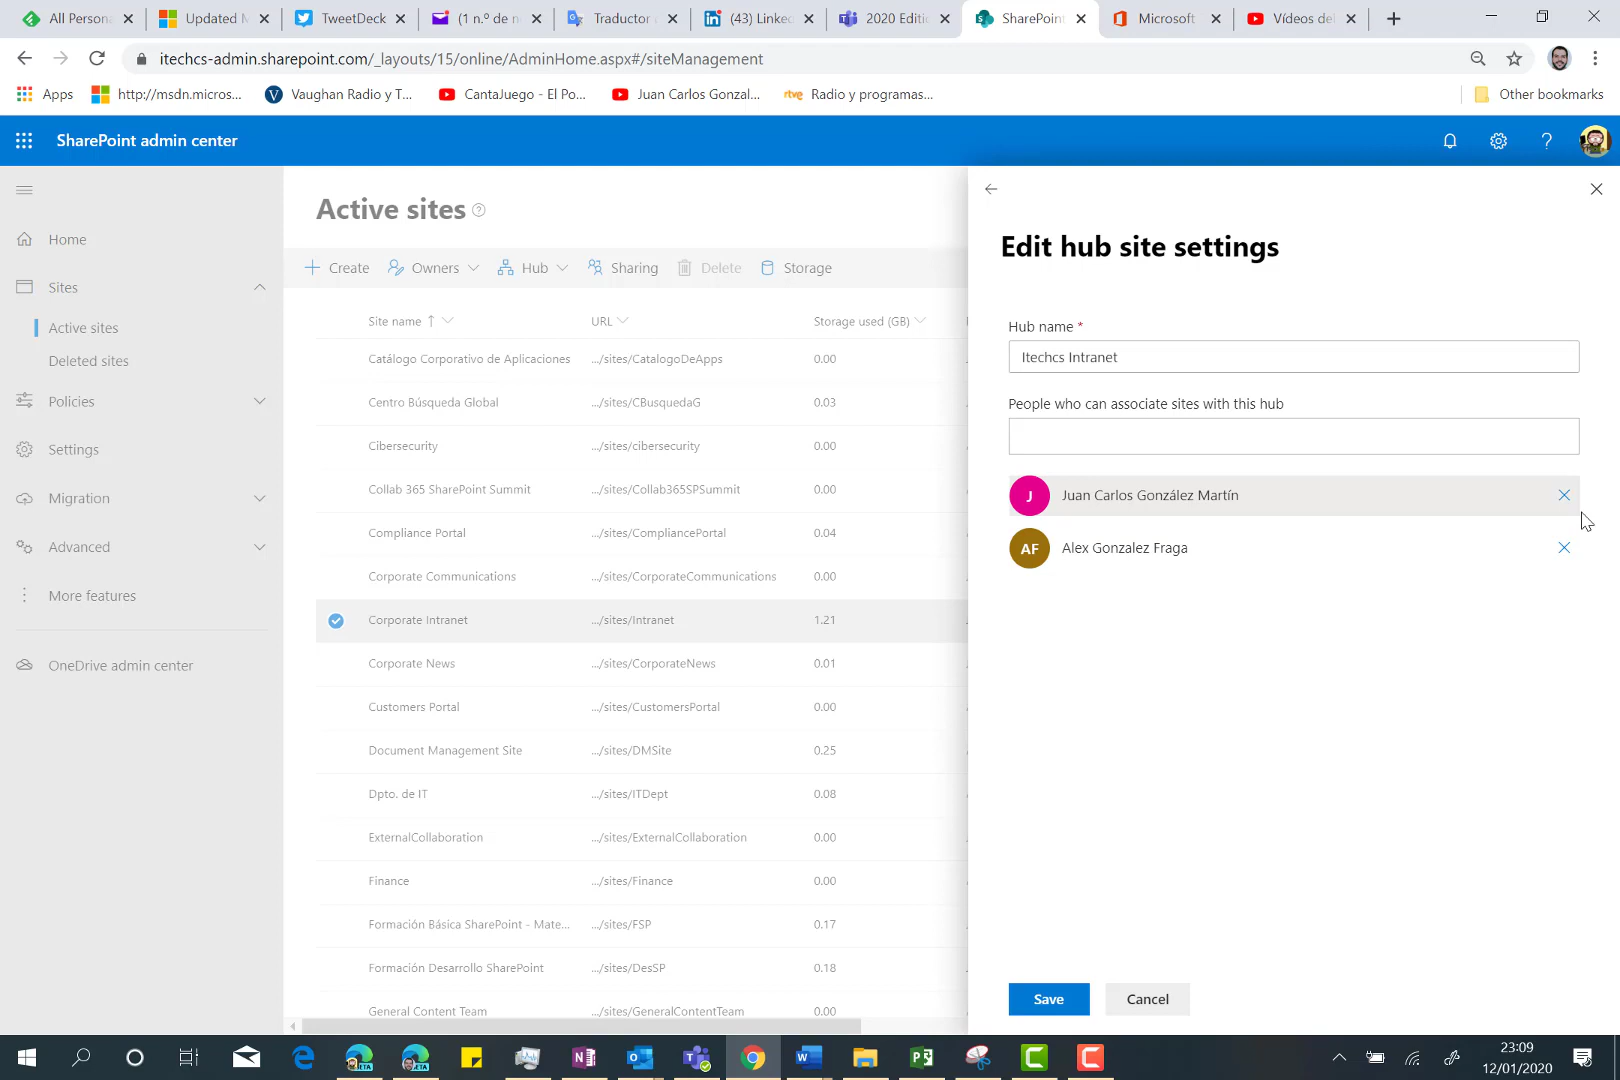 All Persona
Updated M
TweetDeck
(1 n.º de n
Traductor
(43) Linked
2020 Editi
SharePoint
Microsoft
Vídeos del
itechcs-admin.sharepoint.com/_layouts/15/online/AdminHome.aspx#/siteManagement
Apps
http://msdn.micros...
Vaughan Radio y T...
CantaJuego - El Po...
Juan Carlos Gonzal...
rtve
Radio y programas...
Other bookmarks
SharePoint admin center
Home
Sites
Active sites
Deleted sites
Policies
Settings
Migration
Advanced
More features
OneDrive admin center
Active sites
Create
Owners
Hub
Sharing
Delete
Storage
Site name
URL
Storage used (GB)
Catálogo Corporativo de Aplicaciones .../sites/CatalogoDeApps 0.00
Centro Búsqueda Global .../sites/CBusquedaG 0.03
Cibersecurity .../sites/cibersecurity 0.00
Collab 365 SharePoint Summit .../sites/Collab365SPSummit 0.00
Compliance Portal .../sites/CompliancePortal 0.04
Corporate Communications .../sites/CorporateCommunications 0.00
Corporate Intranet .../sites/Intranet 1.21
Corporate News .../sites/CorporateNews 0.01
Customers Portal .../sites/CustomersPortal 0.00
Document Management Site .../sites/DMSite 0.25
Dpto. de IT .../sites/ITDept 0.08
ExternalCollaboration .../sites/ExternalCollaboration 0.00
Finance .../sites/Finance 0.00
Formación Básica SharePoint - Mate... .../sites/FSP 0.17
Formación Desarrollo SharePoint .../sites/DesSP 0.18
General Content Team .../sites/GeneralContentTeam 0.00
Edit hub site settings
Hub name *
Itechcs Intranet
People who can associate sites with this hub
J Juan Carlos González Martín
AF Alex Gonzalez Fraga
Save
Cancel
23:09
12/01/2020